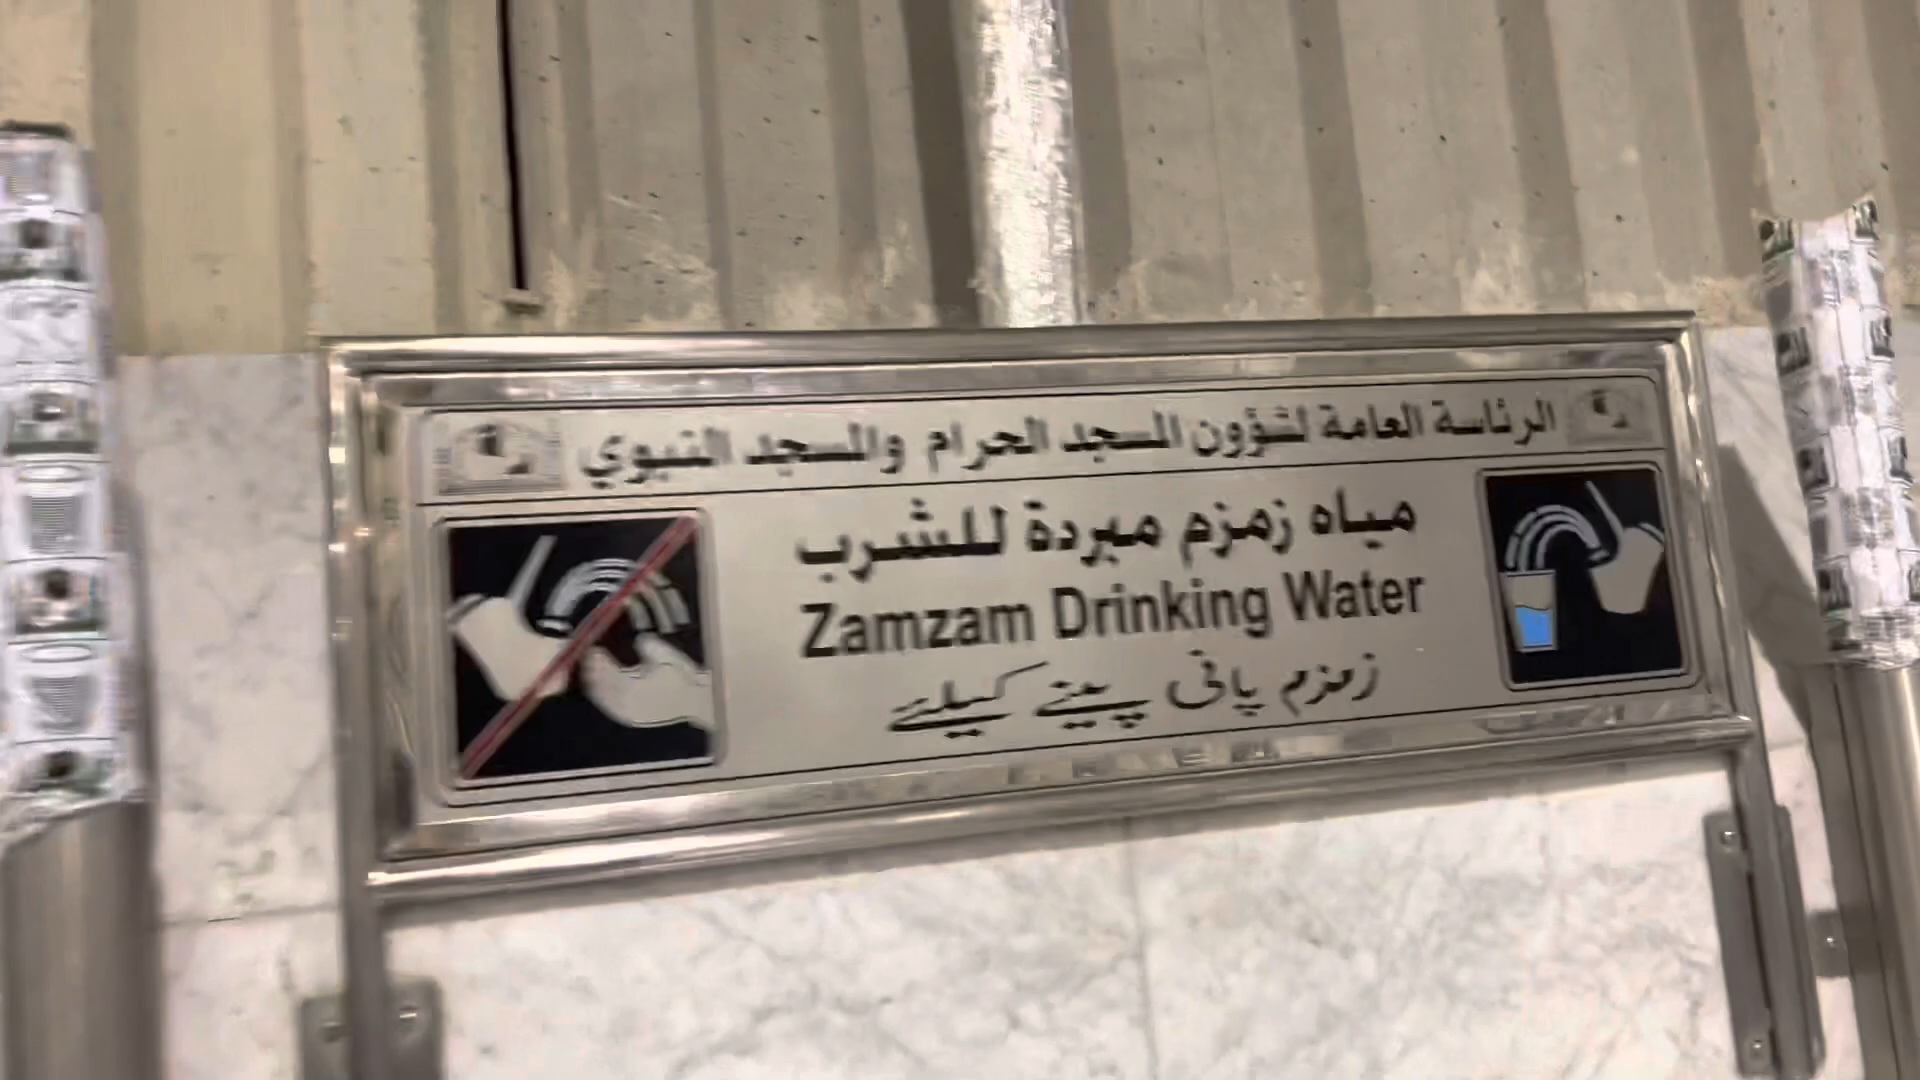 الرئاسة العامة لشؤون المسجد الحرام والمسجد النبوي
مياه زمزم مبردة للشرب
Zamzam Drinking Water
زمزم پانی پینے کیلئے